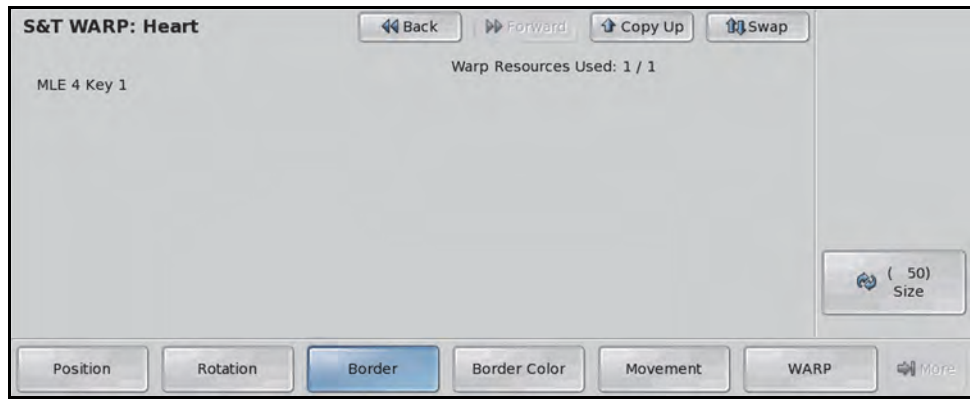 S&T WARP: Heart
Back
Forward
Copy Up
Swap
Warp Resources Used: 1 / 1
MLE 4 Key 1
( 50)
Size
Position
Rotation
Border
Border Color
Movement
WARP
More